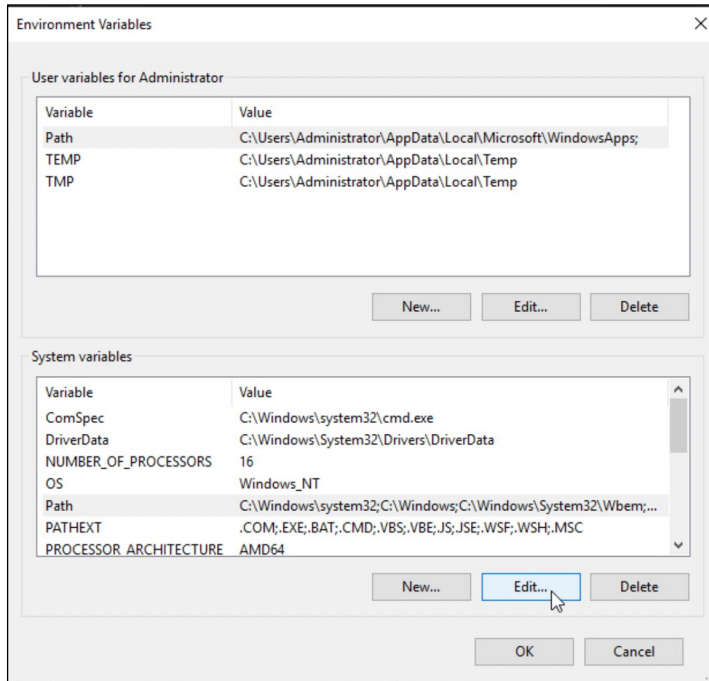 Environment Variables
User variables for Administrator
Variable Value
Path C:\Users\Administrator\AppData\Local\Microsoft\WindowsApps;
TEMP C:\Users\Administrator\AppData\Local\Temp
TMP C:\Users\Administrator\AppData\Local\Temp
New... Edit... Delete
System variables
Variable Value
ComSpec C:\Windows\system32\cmd.exe
DriverData C:\Windows\System32\Drivers\DriverData
NUMBER_OF_PROCESSORS 16
OS Windows_NT
Path C:\Windows\system32;C:\Windows;C:\Windows\System32\Wbem;...
PATHEXT .COM;.EXE;.BAT;.CMD;.VBS;.VBE;.JS;.JSE;.WSF;.WSH;.MSC
PROCESSOR_ARCHITECTURE AMD64
New... Edit... Delete
OK Cancel